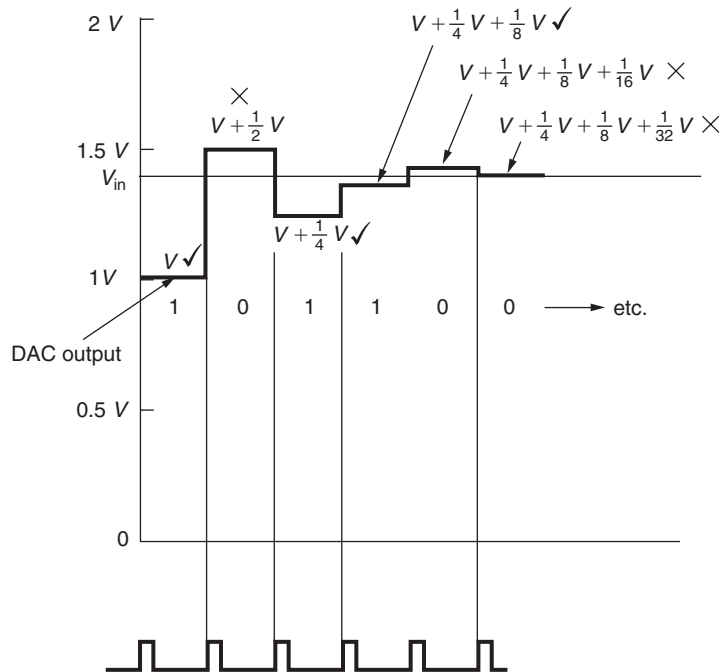 2 V
V + 1/4 V + 1/8 V ✓
V + 1/4 V + 1/8 V + 1/16 V ×
×
V + 1/2 V
V + 1/4 V + 1/8 V + 1/32 V ×
1.5 V
V_in
V + 1/4 V ✓
V ✓
1V
1 0 1 1 0 0 → etc.
DAC output
0.5 V
0